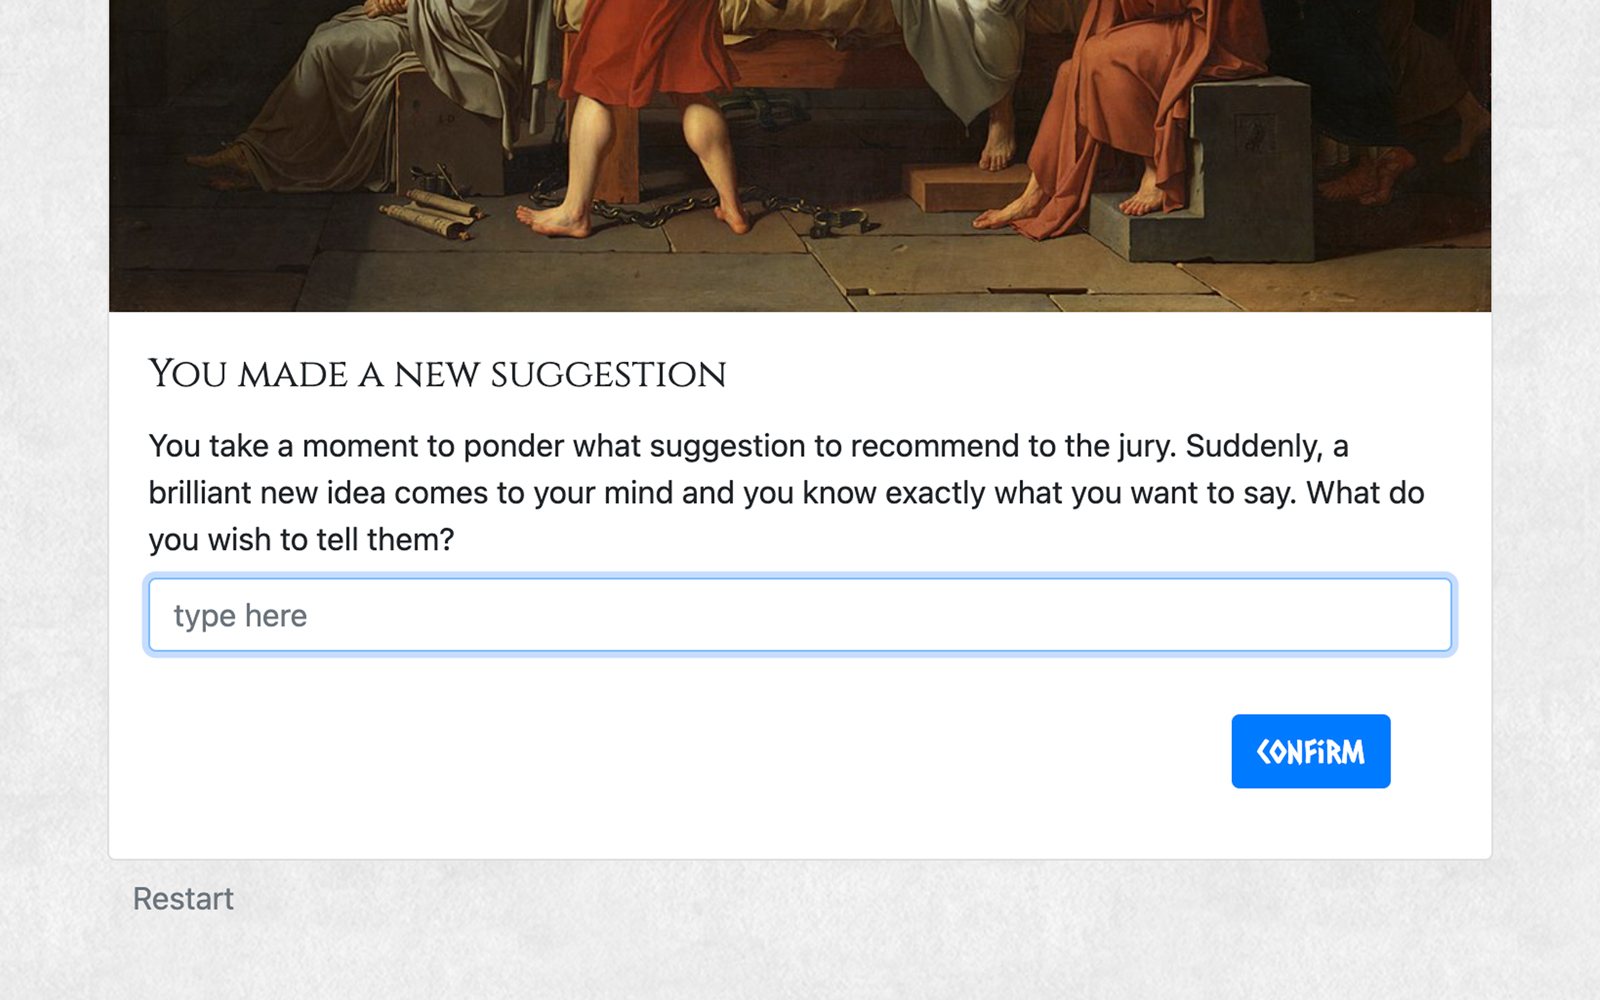 You made a new suggestion
You take a moment to ponder what suggestion to recommend to the jury. Suddenly, a
brilliant new idea comes to your mind and you know exactly what you want to say. What do
you wish to tell them?
type here
CONFIRM
Restart